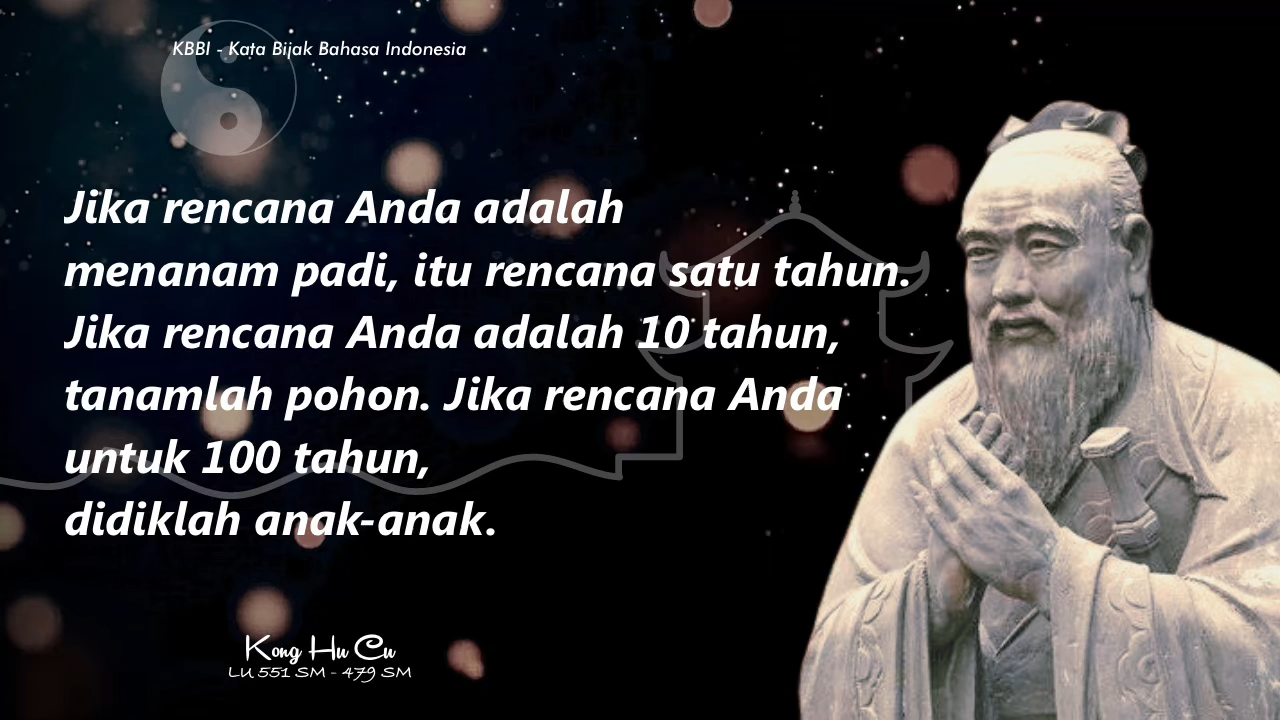 KBBI - Kata Bijak Bahasa Indonesia
Jika rencana Anda adalah
menanam padi, itu rencana satu tahun.
Jika rencana Anda adalah 10 tahun,
tanamlah pohon. Jika rencana Anda
untuk 100 tahun,
didiklah anak-anak.
Kong Hu Cu
LU 551 SM - 479 SM